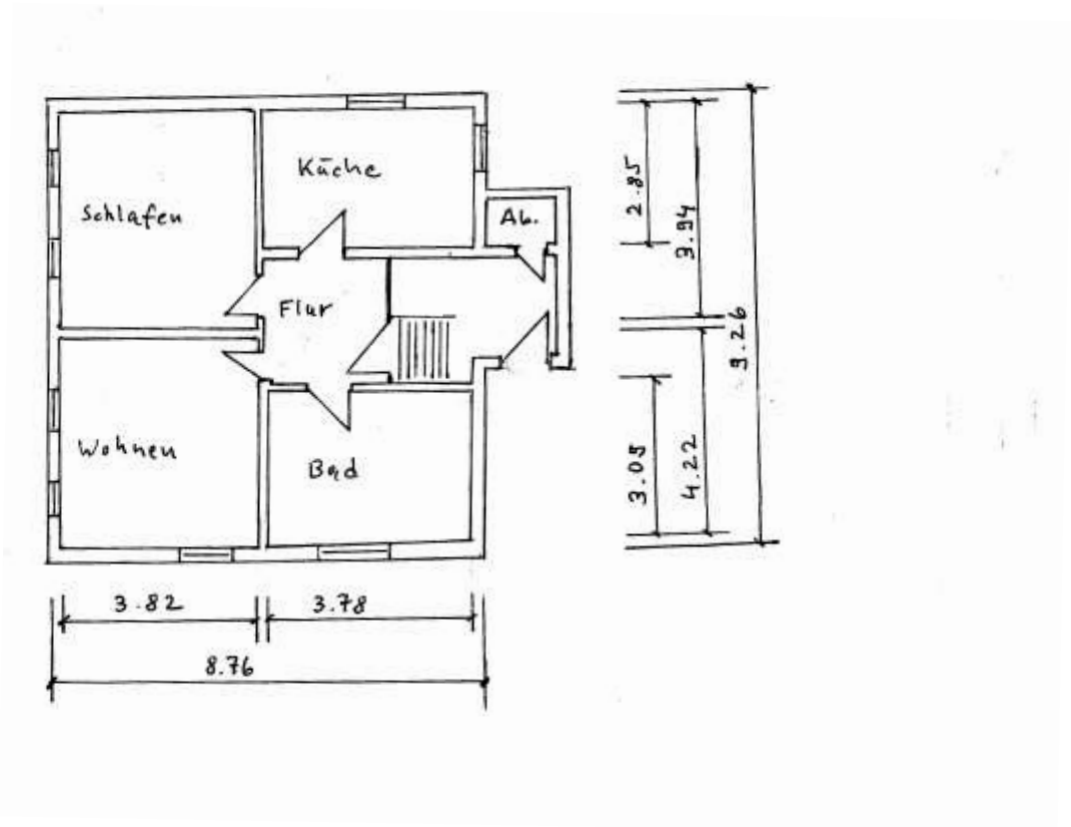 Küche
Schlafen
Ab.
Flur
Wohnen
Bad
2.85
3.94
9.26
3.05
4.22
3.82
3.78
8.76